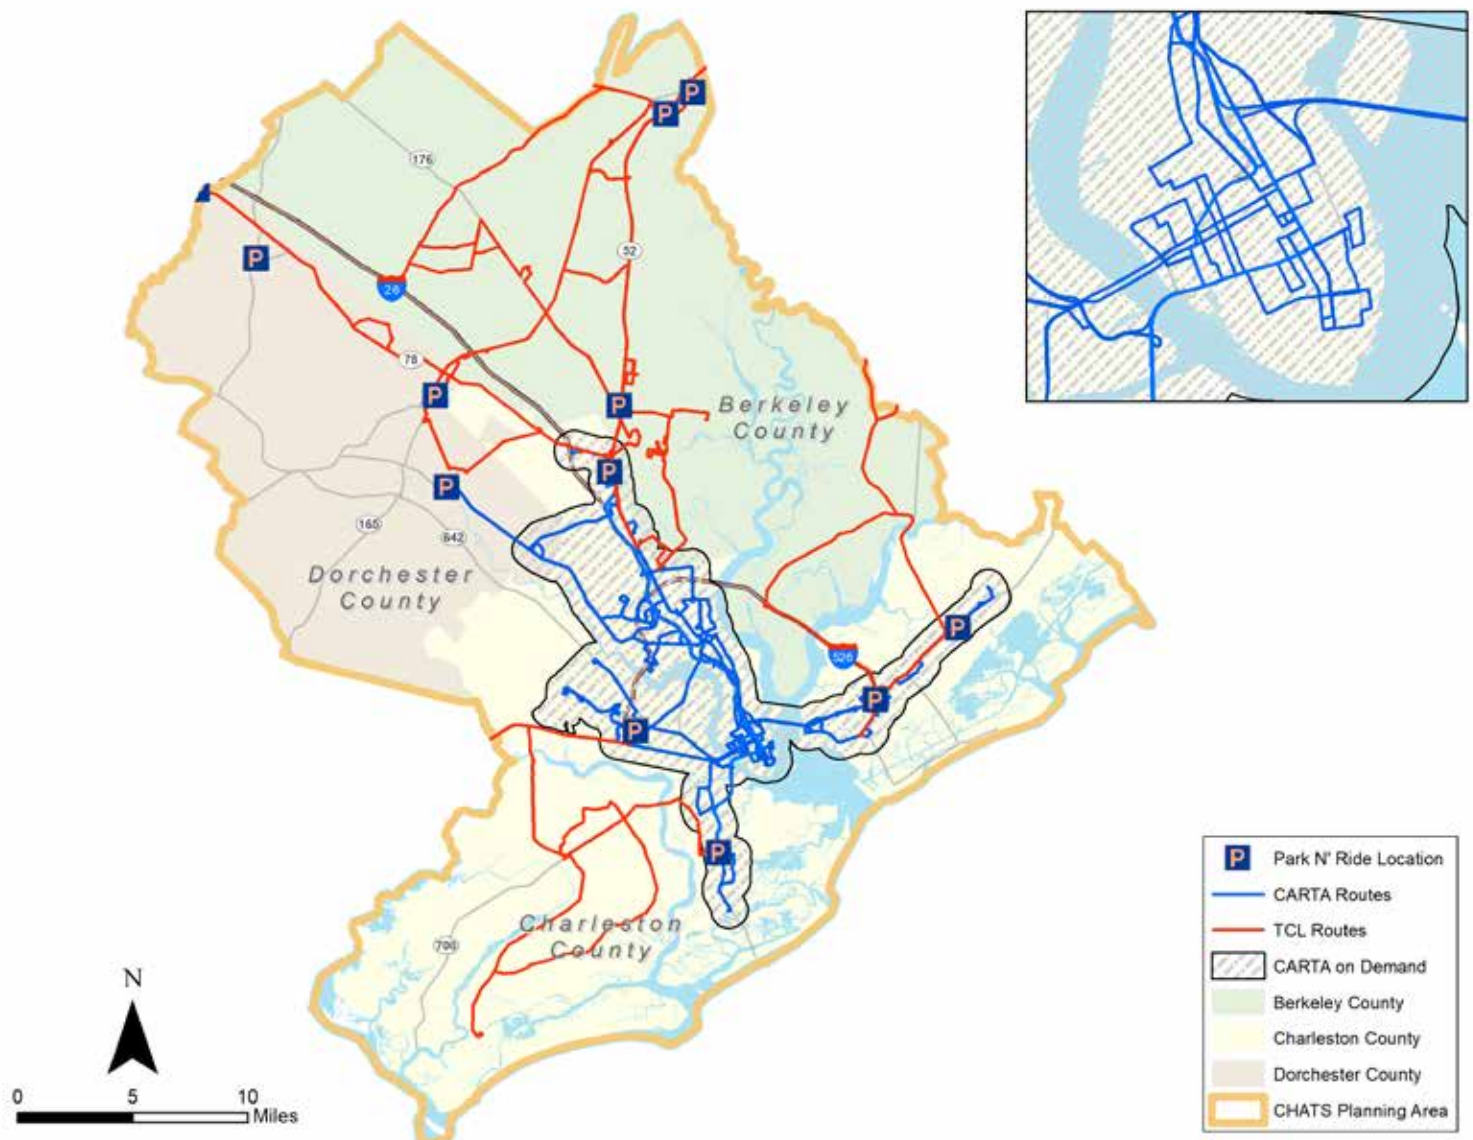 P
P
176
P
52
26
78
P
P
Berkeley
County
P
P
165
642
Dorchester
County
P
526
P
P
P
Charleston
County
700
N
0 5 10
Miles
P Park N' Ride Location
CARTA Routes
TCL Routes
CARTA on Demand
Berkeley County
Charleston County
Dorchester County
CHATS Planning Area